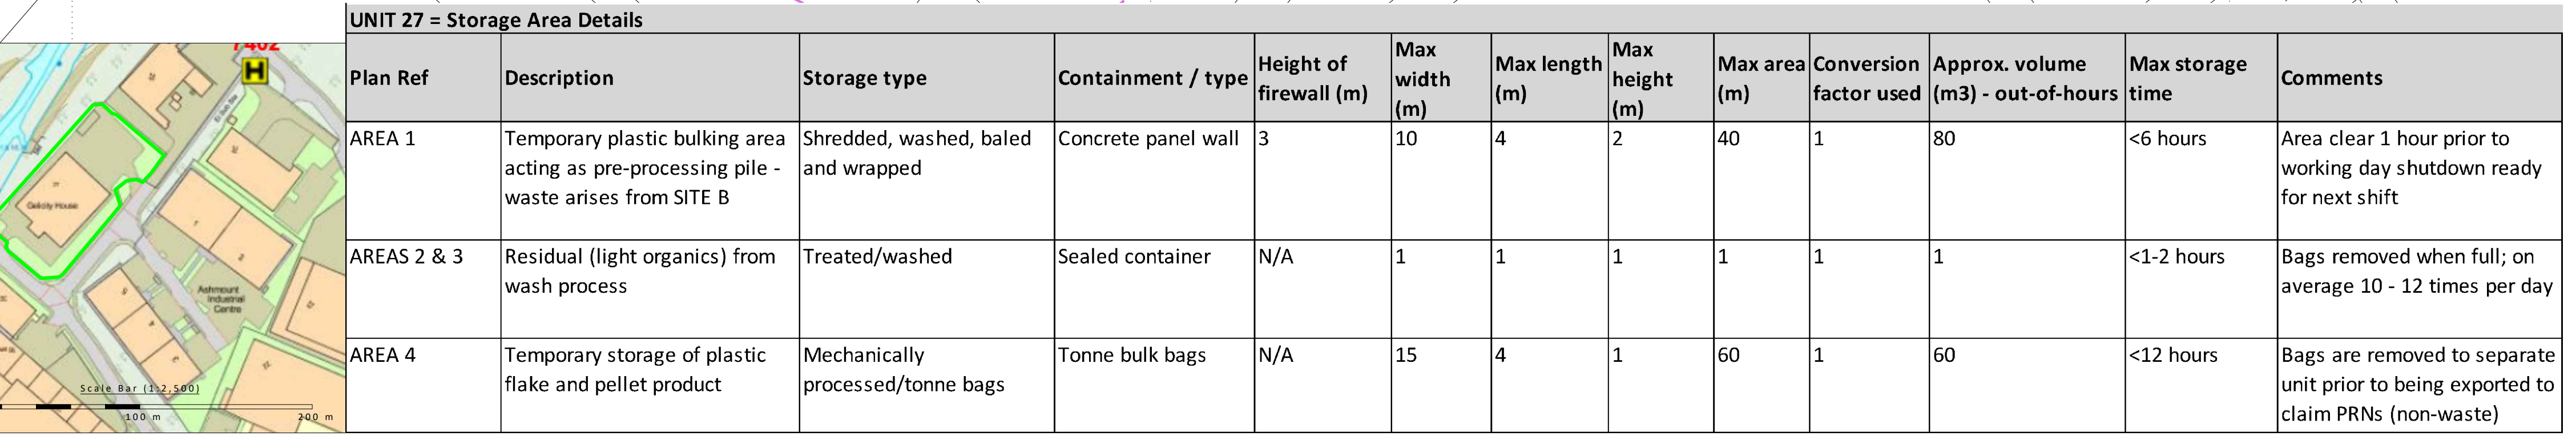 UNIT 27 = Storage Area Details
Plan Ref
Description
Storage type
Containment / type
Height of
firewall (m)
Max
width
(m)
Max length
(m)
Max
height
(m)
Max area
(m)
Conversion
factor used
Approx. volume
(m3) - out-of-hours
Max storage
time
Comments
AREA 1
Temporary plastic bulking area
acting as pre-processing pile -
waste arises from SITE B
Shredded, washed, baled
and wrapped
Concrete panel wall
3
10
4
2
40
1
80
<6 hours
Area clear 1 hour prior to
working day shutdown ready
for next shift
AREAS 2 & 3
Residual (light organics) from
wash process
Treated/washed
Sealed container
N/A
1
1
1
1
1
1
<1-2 hours
Bags removed when full; on
average 10 - 12 times per day
AREA 4
Temporary storage of plastic
flake and pellet product
Mechanically
processed/tonne bags
Tonne bulk bags
N/A
15
4
1
60
1
60
<12 hours
Bags are removed to separate
unit prior to being exported to
claim PRNs (non-waste)
7402
H
House
Ashmount
Industrial
Centre
Scale Bar (1:2,500)
100 m
200 m